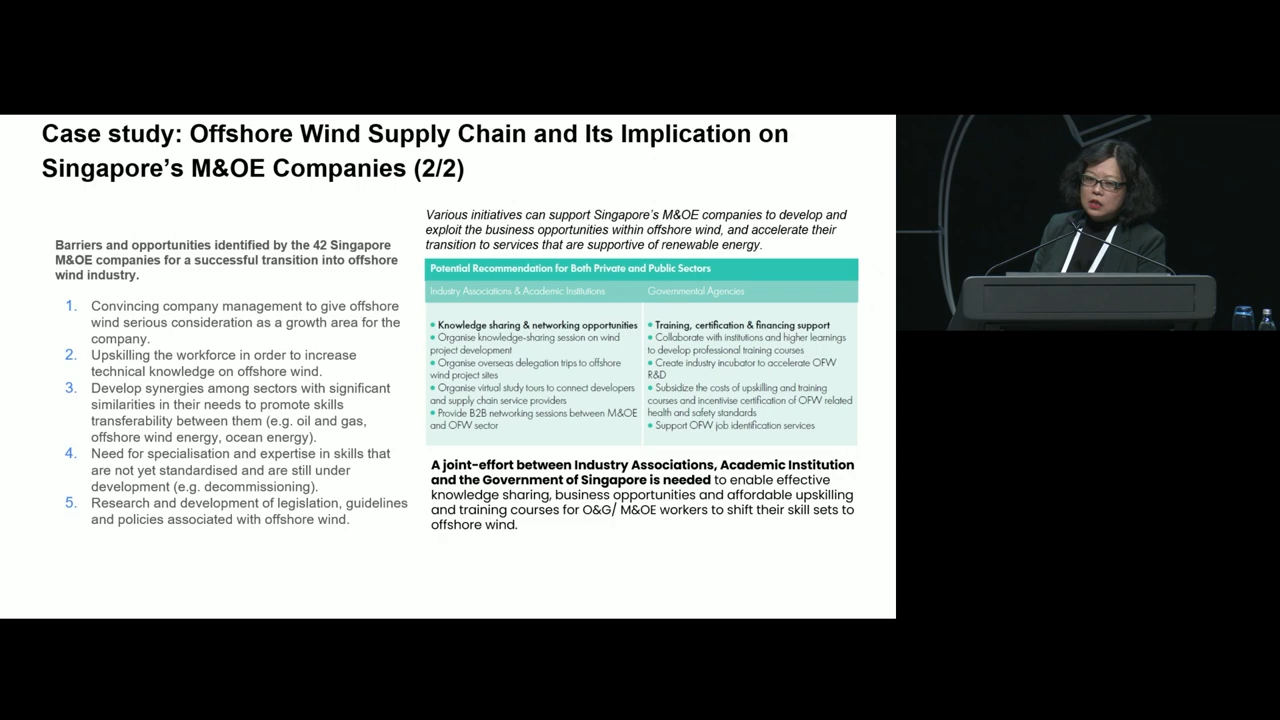 Case study: Offshore Wind Supply Chain and Its Implication on
Singapore's M&OE Companies (2/2)
Barriers and opportunities identified by the 42 Singapore
M&OE companies for a successful transition into offshore
wind industry.
1. Convincing company management to give offshore
wind serious consideration as a growth area for the
company.
2. Upskilling the workforce in order to increase
technical knowledge on offshore wind.
3. Develop synergies among sectors with significant
similarities in their needs to promote skills
transferability between them (e.g. oil and gas,
offshore wind energy, ocean energy).
4. Need for specialisation and expertise in skills that
are not yet standardised and are still under
development (e.g. decommissioning).
5. Research and development of legislation, guidelines
and policies associated with offshore wind.
Various initiatives can support Singapore's M&OE companies to develop and
exploit the business opportunities within offshore wind, and accelerate their
transition to services that are supportive of renewable energy.
Potential Recommendation for Both Private and Public Sectors
Industry Associations & Academic Institutions
• Knowledge sharing & networking opportunities
• Organise knowledge-sharing session on wind
project development
• Organise overseas delegation trips to offshore
wind project sites
• Organise virtual study tours to connect developers
and supply chain service providers
• Provide B2B networking sessions between M&OE
and OFW sector
Governmental Agencies
• Training, certification & financing support
• Collaborate with institutions and higher learnings
to develop professional training courses
• Create industry incubator to accelerate OFW
R&D
• Subsidize the costs of upskilling and training
courses and incentivise certification of OFW related
health and safety standards
• Support OFW job identification services
A joint-effort between Industry Associations, Academic Institution
and the Government of Singapore is needed to enable effective
knowledge sharing, business opportunities and affordable upskilling
and training courses for O&G/ M&OE workers to shift their skill sets to
offshore wind.